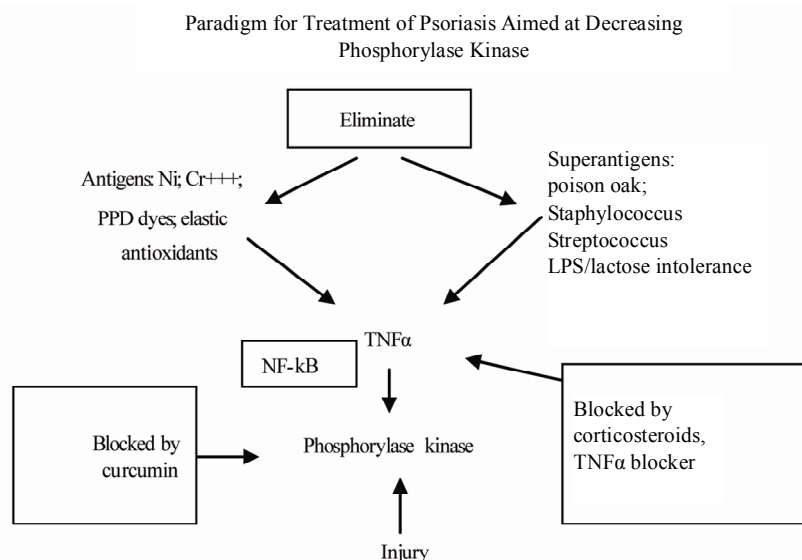 Paradigm for Treatment of Psoriasis Aimed at Decreasing
Phosphorylase Kinase
Eliminate
Antigens: Ni; Cr+++;
PPD dyes; elastic
antioxidants
Superantigens:
poison oak;
Staphylococcus
Streptococcus
LPS/lactose intolerance
TNFα
NF-kB
Blocked by
curcumin
Phosphorylase kinase
Blocked by
corticosteroids,
TNFα blocker
Injury